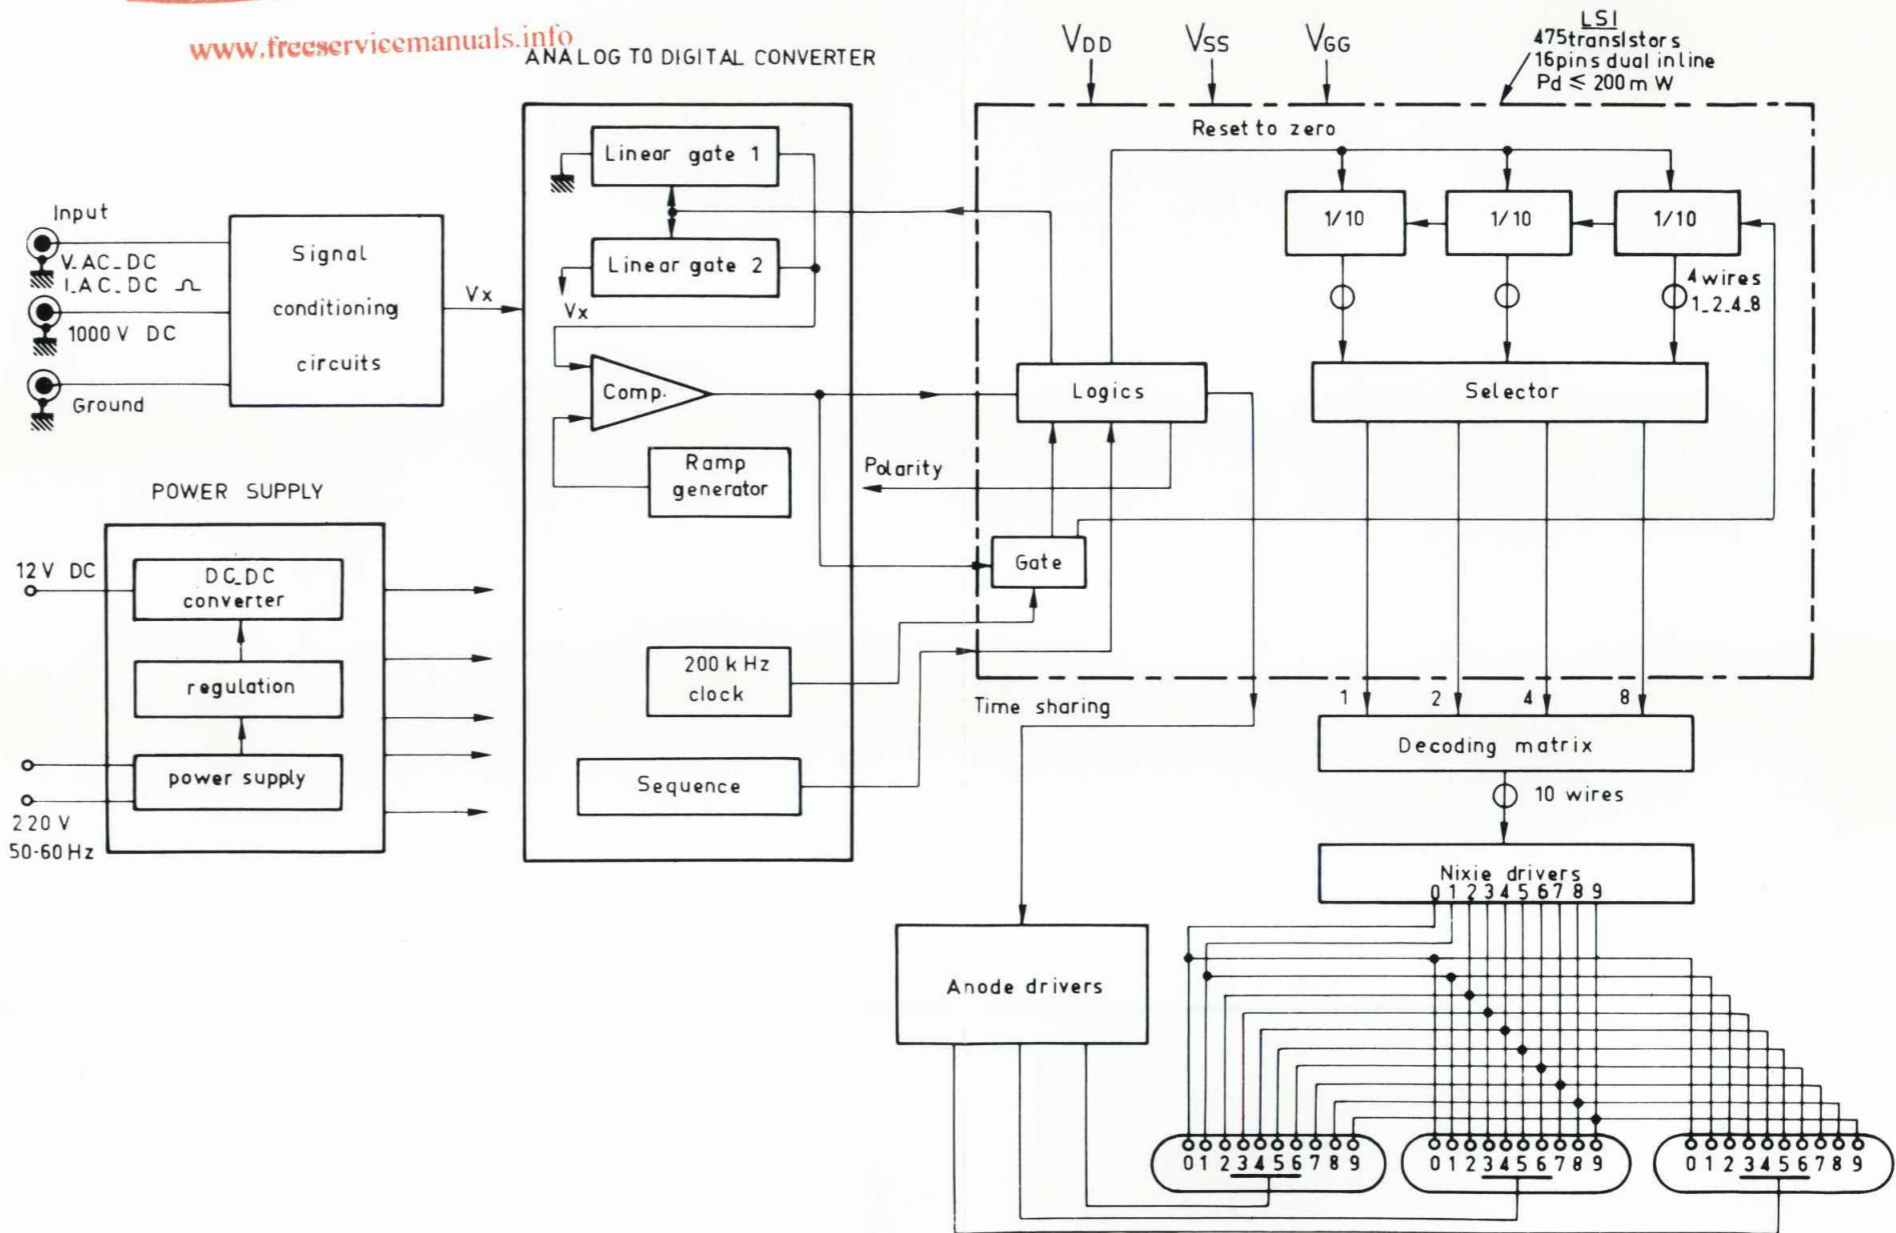 www.freeservicemanuals.info
ANALOG TO DIGITAL CONVERTER
VDD
VSS
VGG
LSI
475transistors
16pins dual inline
Pd ≤ 200 m W
Input
V.AC_DC
I.AC_DC
1000 V DC
Ground
Signal
conditioning
circuits
Vx
Linear gate 1
Linear gate 2
Vx
Comp.
Ramp
generator
200 k Hz
clock
Sequence
Reset to zero
1/10
1/10
1/10
4 wires
1_2_4_8
Logics
Selector
Polarity
Gate
POWER SUPPLY
12 V DC
DC_DC
converter
regulation
power supply
220 V
50-60 Hz
Time sharing
1 2 4 8
Decoding matrix
10 wires
Nixie drivers
0 1 2 3 4 5 6 7 8 9
Anode drivers
0 1 2 3 4 5 6 7 8 9
0 1 2 3 4 5 6 7 8 9
0 1 2 3 4 5 6 7 8 9